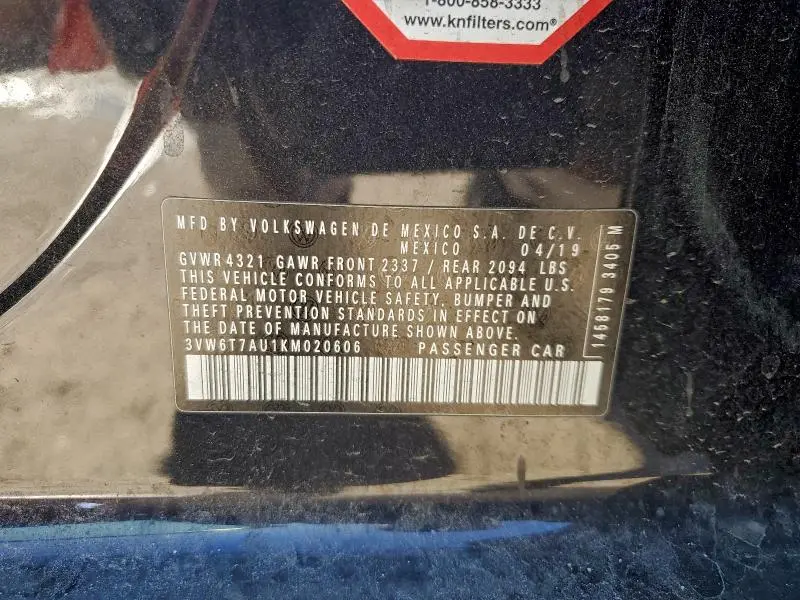 1-800-858-3333
www.knfilters.com®
MFD BY VOLKSWAGEN DE MEXICO S.A. DE C.V.
MEXICO 04/19
GVWR 4321 GAWR FRONT 2337 / REAR 2094 LBS
THIS VEHICLE CONFORMS TO ALL APPLICABLE U.S.
FEDERAL MOTOR VEHICLE SAFETY, BUMPER AND
THEFT PREVENTION STANDARDS IN EFFECT ON
THE DATE OF MANUFACTURE SHOWN ABOVE.
3VW6T7AU1KM020606 PASSENGER CAR
1458179 3405 M